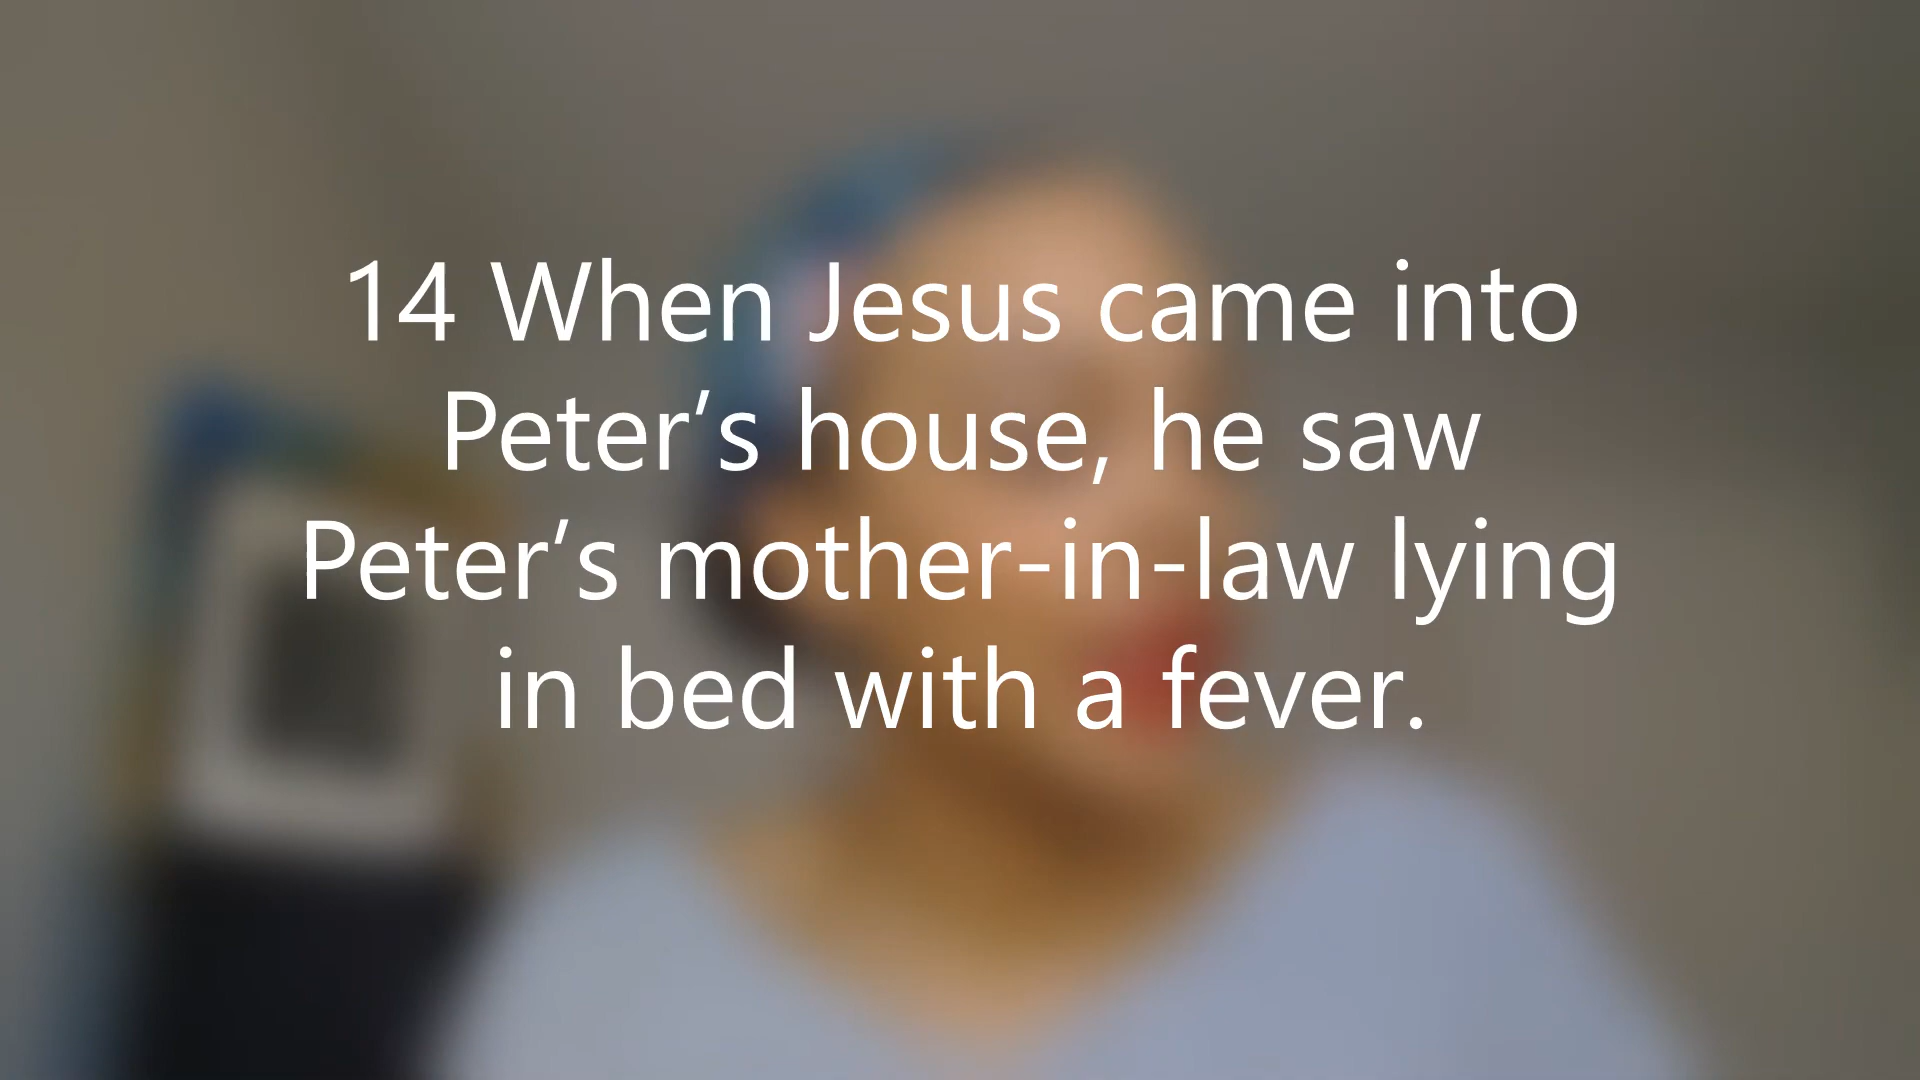 14 When Jesus came into
Peter’s house, he saw
Peter’s mother-in-law lying
in bed with a fever.